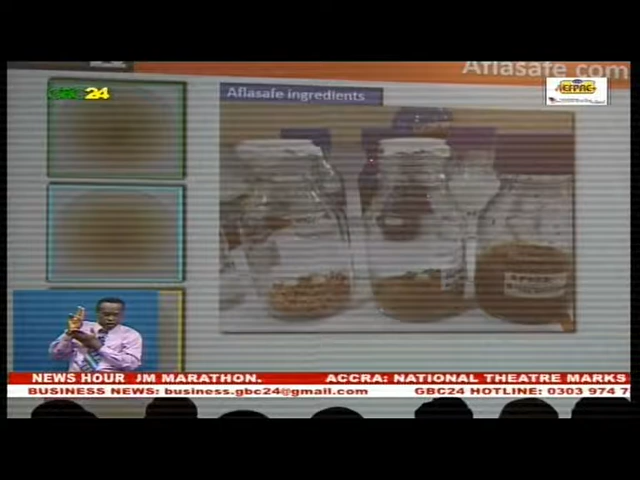 Aflasafe com
GBC 24
Aflasafe ingredients
NEWS HOUR JM MARATHON. ACCRA: NATIONAL THEATRE MARKS
BUSINESS NEWS: business.gbc24@gmail.com GBC24 HOTLINE: 0303 974 7